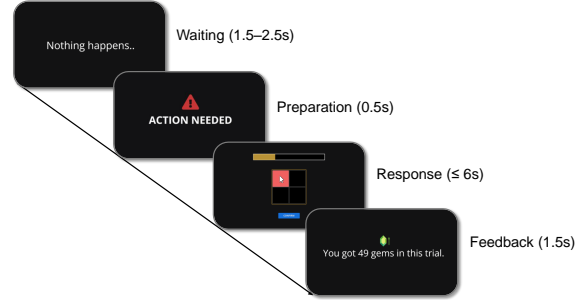 Nothing happens..
Waiting (1.5–2.5s)
ACTION NEEDED
Preparation (0.5s)
Response (≤ 6s)
You got 49 gems in this trial.
Feedback (1.5s)